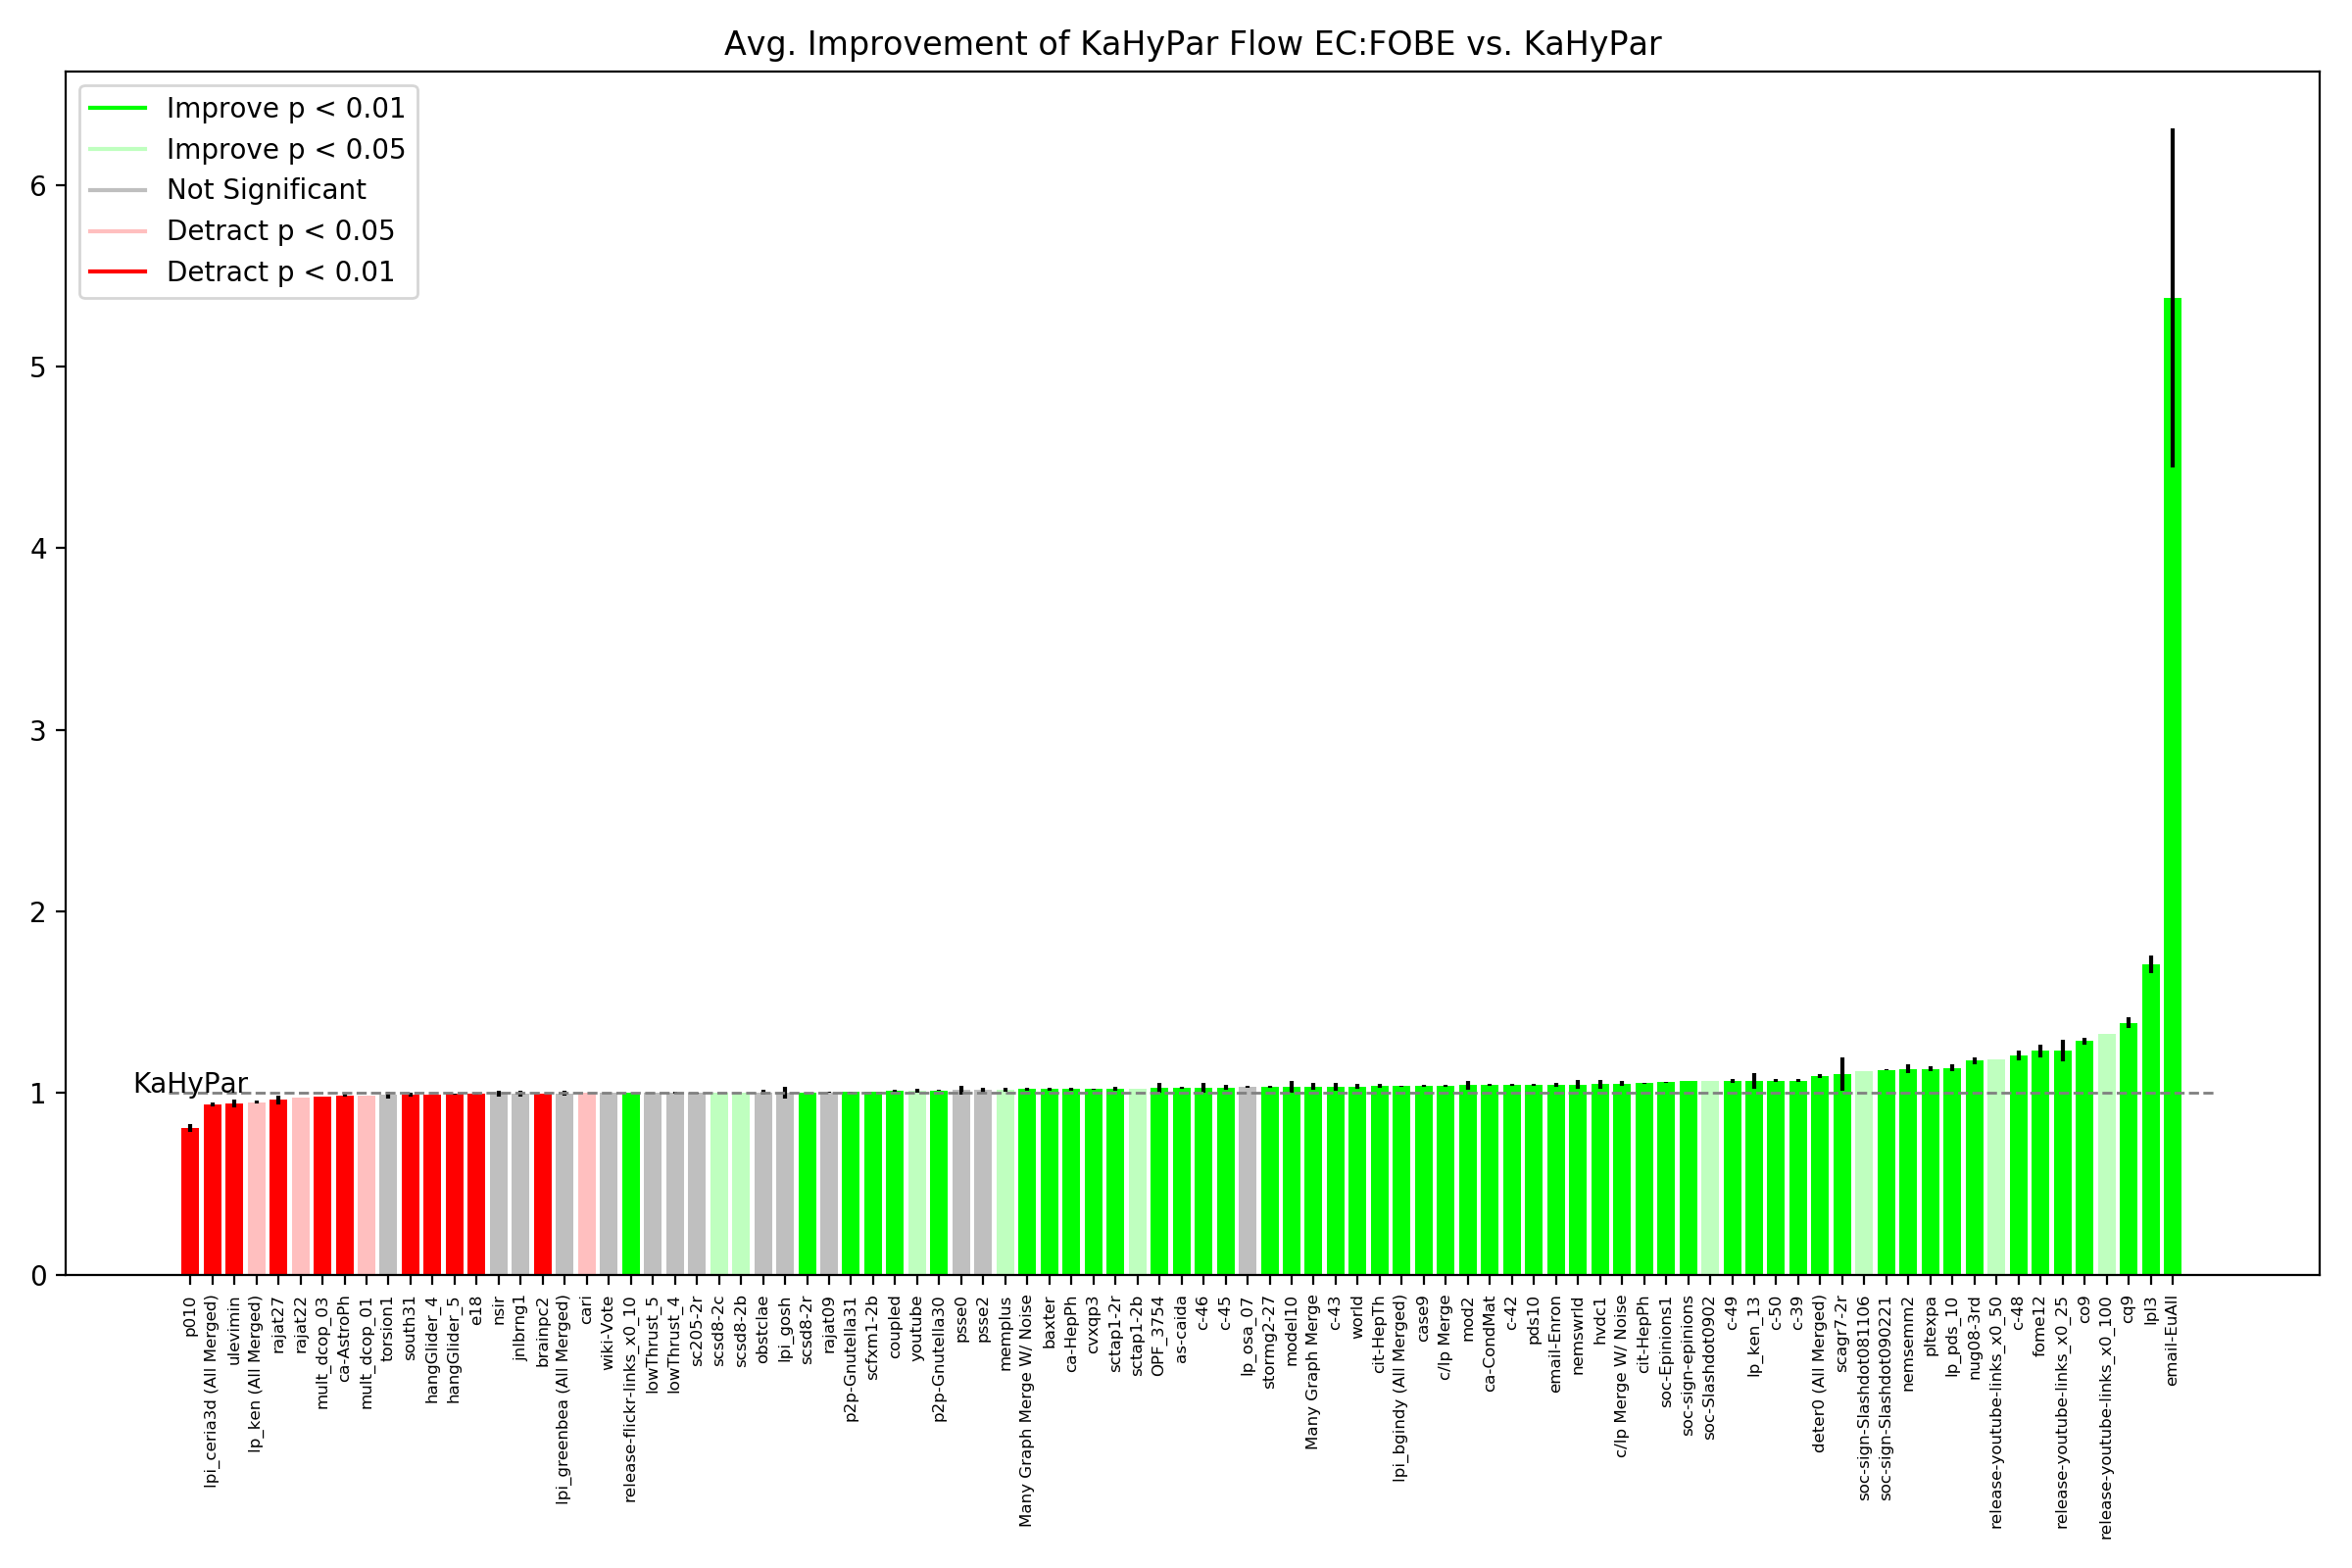 Avg. Improvement of KaHyPar Flow EC:FOBE vs. KaHyPar
Improve p < 0.01
Improve p < 0.05
Not Significant
Detract p < 0.05
Detract p < 0.01
6
5
4
3
2
1
0
KaHyPar
p010
lpi_ceria3d (All Merged)
ulevimin
lp_ken (All Merged)
rajat27
rajat22
mult_dcop_03
ca-AstroPh
mult_dcop_01
torsion1
south31
hangGlider_4
hangGlider_5
e18
nsir
jnlbrng1
brainpc2
lpi_greenbea (All Merged)
cari
wiki-Vote
release-flickr-links_x0_10
lowThrust_5
lowThrust_4
sc205-2r
scsd8-2c
scsd8-2b
obstclae
lpi_gosh
scsd8-2r
rajat09
p2p-Gnutella31
scfxm1-2b
coupled
youtube
p2p-Gnutella30
psse0
psse2
memplus
Many Graph Merge W/ Noise
baxter
ca-HepPh
cvxqp3
sctap1-2r
sctap1-2b
OPF_3754
as-caida
c-46
c-45
lp_osa_07
stormg2-27
model10
Many Graph Merge
c-43
world
cit-HepTh
lpi_bgindy (All Merged)
case9
c/lp Merge
mod2
ca-CondMat
c-42
pds10
email-Enron
nemswrld
hvdc1
c/lp Merge W/ Noise
cit-HepPh
soc-Epinions1
soc-sign-epinions
soc-Slashdot0902
c-49
lp_ken_13
c-50
c-39
deter0 (All Merged)
scagr7-2r
soc-sign-Slashdot081106
soc-sign-Slashdot090221
nemsemm2
pltexpa
lp_pds_10
nug08-3rd
release-youtube-links_x0_50
c-48
fome12
release-youtube-links_x0_25
co9
release-youtube-links_x0_100
cq9
lpl3
email-EuAll